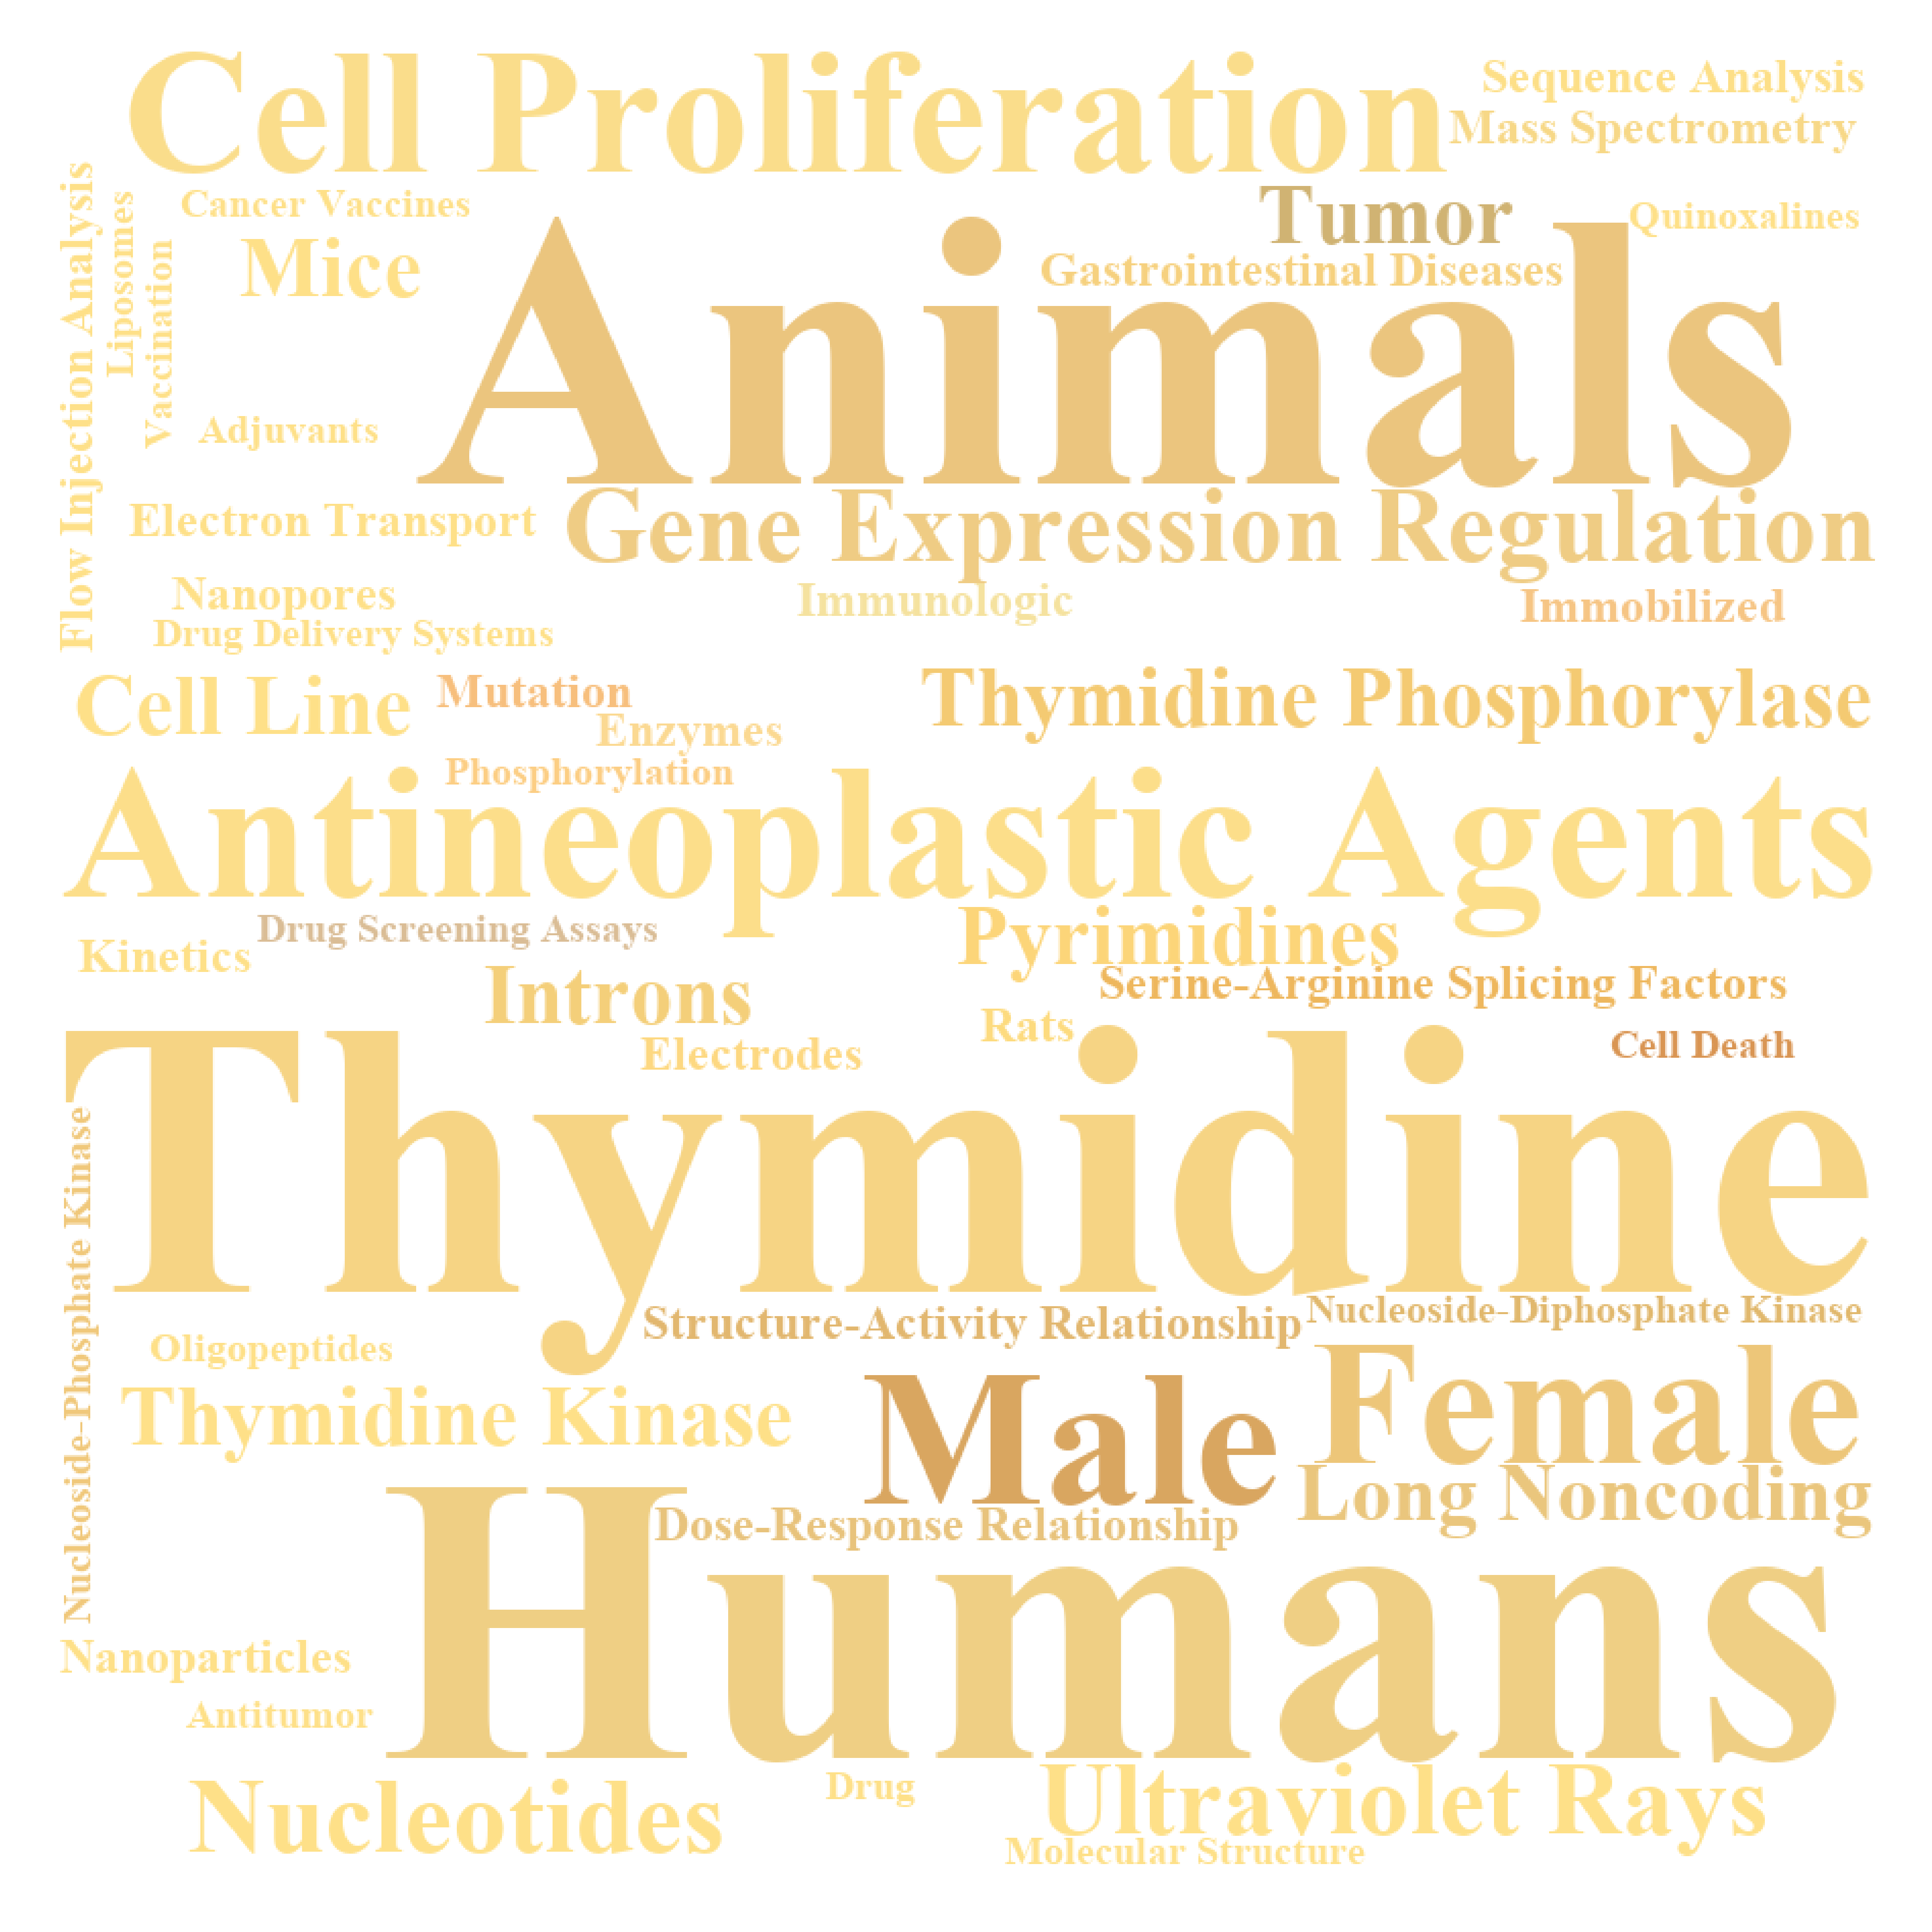 Cell Proliferation
Sequence Analysis
Mass Spectrometry
Flow Injection Analysis
Liposomes
Vaccination
Cancer Vaccines
Tumor
Quinoxalines
Mice
Animals
Gastrointestinal Diseases
Adjuvants
Electron Transport
Gene Expression Regulation
Nanopores
Immunologic
Immobilized
Drug Delivery Systems
Cell Line
Mutation
Thymidine Phosphorylase
Enzymes
Phosphorylation
Antineoplastic Agents
Drug Screening Assays
Pyrimidines
Kinetics
Introns
Serine-Arginine Splicing Factors
Rats
Electrodes
Cell Death
Thymidine
Nucleoside-Phosphate Kinase
Structure-Activity Relationship
Nucleoside-Diphosphate Kinase
Oligopeptides
Thymidine Kinase
Male
Female
Long Noncoding
Dose-Response Relationship
Humans
Nanoparticles
Antitumor
Nucleotides
Drug
Ultraviolet Rays
Molecular Structure